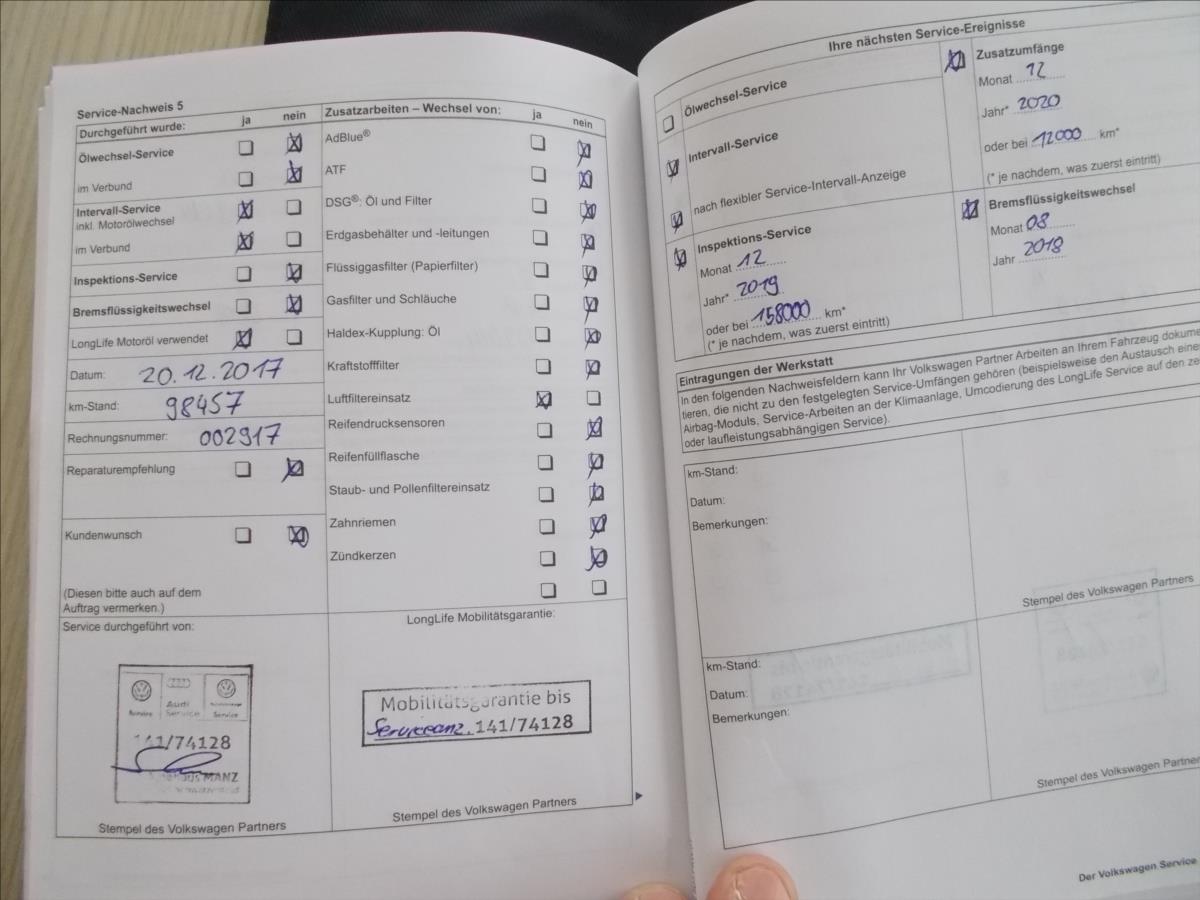 Service-Nachweis 5
Durchgeführt wurde: ja nein
Ölwechsel-Service
im Verbund
Intervall-Service
inkl. Motorölwechsel
im Verbund
Inspektions-Service
Bremsflüssigkeitswechsel
LongLife Motoröl verwendet
Datum: 20.12.2017
km-Stand: 98457
Rechnungsnummer: 002917
Reparaturempfehlung
Kundenwunsch
(Diesen bitte auch auf dem
Auftrag vermerken.)
Service durchgeführt von:
Audi
Service Service Service
141/74128
MANZ
Stempel des Volkswagen Partners
Zusatzarbeiten – Wechsel von: ja nein
AdBlue®
ATF
DSG®: Öl und Filter
Erdgasbehälter und -leitungen
Flüssiggasfilter (Papierfilter)
Gasfilter und Schläuche
Haldex-Kupplung: Öl
Kraftstofffilter
Luftfiltereinsatz
Reifendrucksensoren
Reifenfüllflasche
Staub- und Pollenfiltereinsatz
Zahnriemen
Zündkerzen
LongLife Mobilitätsgarantie:
Mobilitätsgarantie bis
Serviceanz. 141/74128
Stempel des Volkswagen Partners
Ihre nächsten Service-Ereignisse
Ölwechsel-Service
Intervall-Service
nach flexibler Service-Intervall-Anzeige
Inspektions-Service
Monat 12
Jahr* 2019
oder bei 158000 km*
(* je nachdem, was zuerst eintritt)
Zusatzumfänge
Monat 12
Jahr* 2020
oder bei 12000 km*
(* je nachdem, was zuerst eintritt)
Bremsflüssigkeitswechsel
Monat 08
Jahr 2018
Eintragungen der Werkstatt
In den folgenden Nachweisfeldern kann Ihr Volkswagen Partner Arbeiten an Ihrem Fahrzeug dokume
tieren, die nicht zu den festgelegten Service-Umfängen gehören (beispielsweise den Austausch eine
Airbag-Moduls, Service-Arbeiten an der Klimaanlage, Umcodierung des LongLife Service auf den ze
oder laufleistungsabhängigen Service).
km-Stand:
Datum:
Bemerkungen:
Stempel des Volkswagen Partners
km-Stand:
Datum:
Bemerkungen:
Stempel des Volkswagen Partner
Der Volkswagen Service